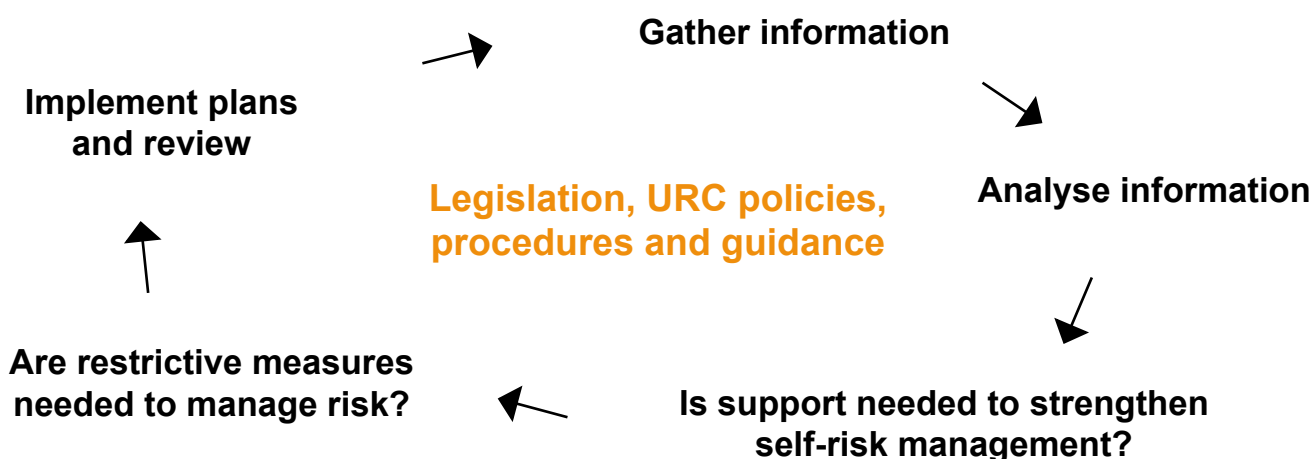 Gather information
Implement plans
and review
Legislation, URC policies,
procedures and guidance
Analyse information
Are restrictive measures
needed to manage risk?
Is support needed to strengthen
self-risk management?